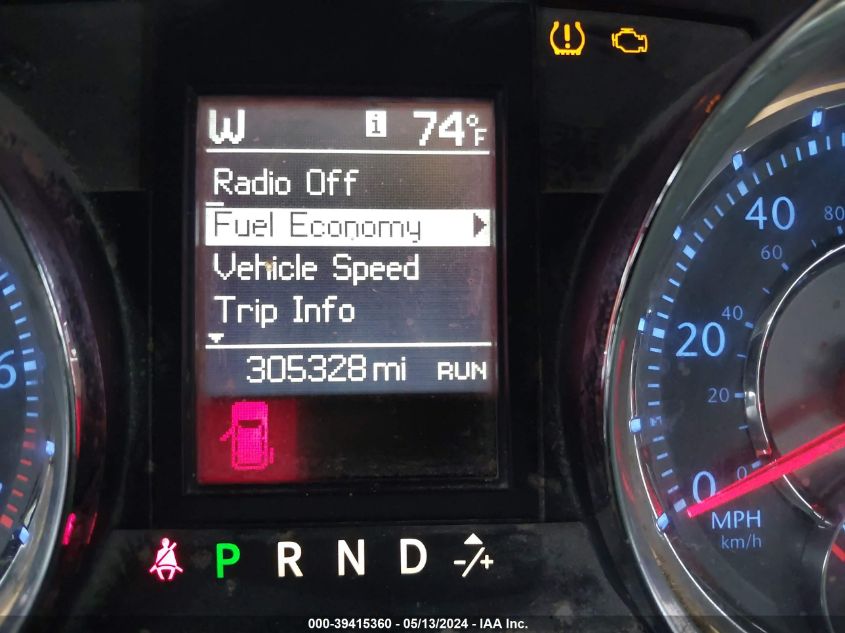 W i 74°F
Radio Off
Fuel Economy
Vehicle Speed
Trip Info
305328 mi RUN
P R N D -/+
6
40
80
60
20
40
20
0
0
MPH
km/h
000-39415360 - 05/13/2024 - IAA Inc.